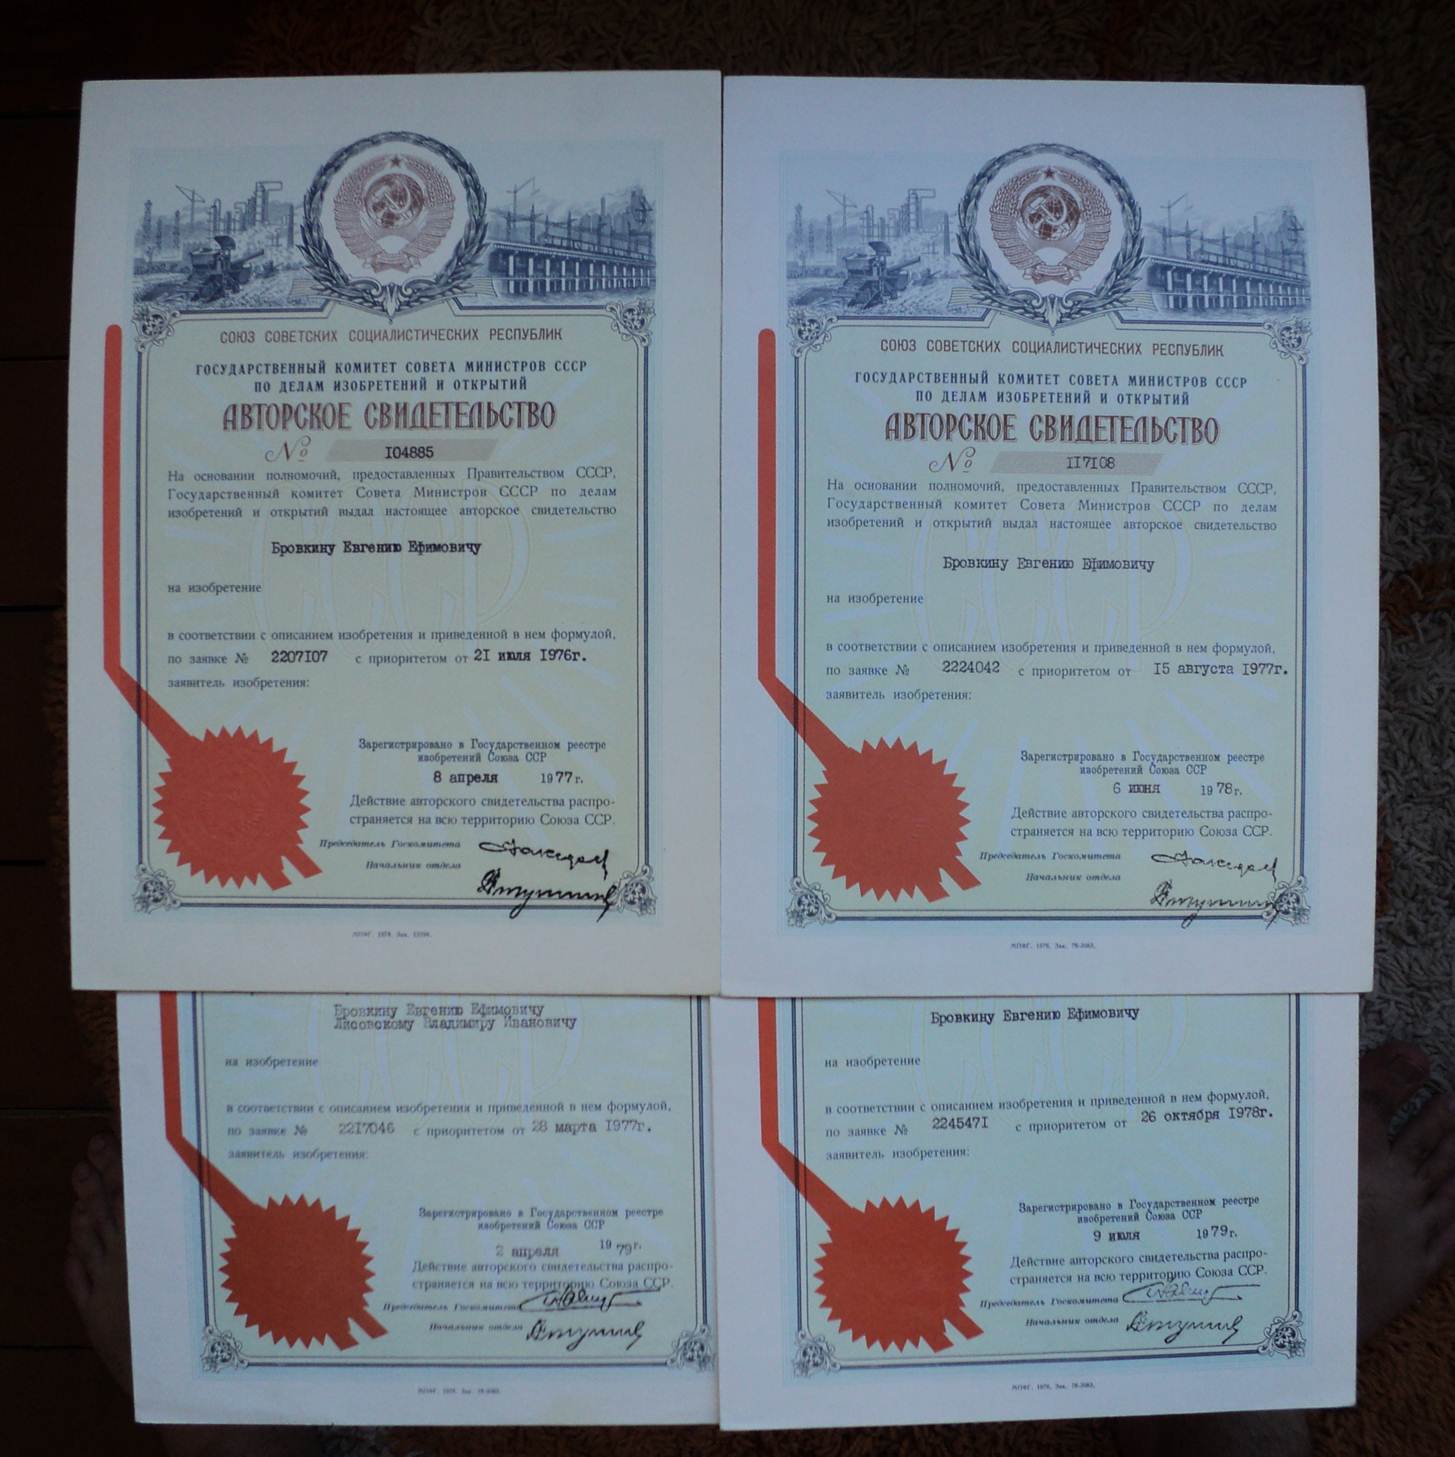 СОЮЗ СОВЕТСКИХ СОЦИАЛИСТИЧЕСКИХ РЕСПУБЛИК
ГОСУДАРСТВЕННЫЙ КОМИТЕТ СОВЕТА МИНИСТРОВ СССР
ПО ДЕЛАМ ИЗОБРЕТЕНИЙ И ОТКРЫТИЙ
АВТОРСКОЕ СВИДЕТЕЛЬСТВО
№ 104885
На основании полномочий, предоставленных Правительством СССР,
Государственный комитет Совета Министров СССР по делам
изобретений и открытий выдал настоящее авторское свидетельство
Бровкину Евгению Ефимовичу
на изобретение
в соответствии с описанием изобретения и приведенной в нем формулой,
по заявке № 2207107 с приоритетом от 21 июля 1976г.
заявитель изобретения:
Зарегистрировано в Государственном реестре
изобретений Союза ССР
8 апреля 1977г.
Действие авторского свидетельства распро-
страняется на всю территорию Союза ССР.
Председатель Госкомитета
Начальник отдела
СОЮЗ СОВЕТСКИХ СОЦИАЛИСТИЧЕСКИХ РЕСПУБЛИК
ГОСУДАРСТВЕННЫЙ КОМИТЕТ СОВЕТА МИНИСТРОВ СССР
ПО ДЕЛАМ ИЗОБРЕТЕНИЙ И ОТКРЫТИЙ
АВТОРСКОЕ СВИДЕТЕЛЬСТВО
№ 117108
На основании полномочий, предоставленных Правительством СССР,
Государственный комитет Совета Министров СССР по делам
изобретений и открытий выдал настоящее авторское свидетельство
Бровкину Евгению Ефимовичу
на изобретение
в соответствии с описанием изобретения и приведенной в нем формулой,
по заявке № 2224042 с приоритетом от 15 августа 1977г.
заявитель изобретения:
Зарегистрировано в Государственном реестре
изобретений Союза ССР
6 июня 1978г.
Действие авторского свидетельства распро-
страняется на всю территорию Союза ССР.
Председатель Госкомитета
Начальник отдела
Бровкину Евгению Ефимовичу
Лисовскому Владимиру Ивановичу
на изобретение
в соответствии с описанием изобретения и приведенной в нем формулой,
по заявке № 2217046 с приоритетом от 28 марта 1977г.
заявитель изобретения:
Зарегистрировано в Государственном реестре
изобретений Союза ССР
2 апреля 1979г.
Действие авторского свидетельства распро-
страняется на всю территорию Союза ССР.
Председатель Госкомитета
Начальник отдела
Бровкину Евгению Ефимовичу
на изобретение
в соответствии с описанием изобретения и приведенной в нем формулой,
по заявке № 2245471 с приоритетом от 26 октября 1978г.
заявитель изобретения:
Зарегистрировано в Государственном реестре
изобретений Союза ССР
9 июля 1979г.
Действие авторского свидетельства распро-
страняется на всю территорию Союза ССР.
Председатель Госкомитета
Начальник отдела